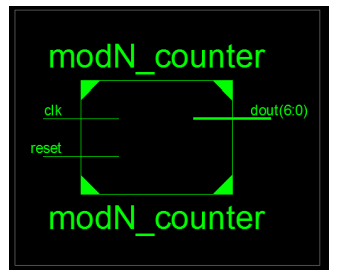 modN_counter
clk
dout(6:0)
reset
modN_counter